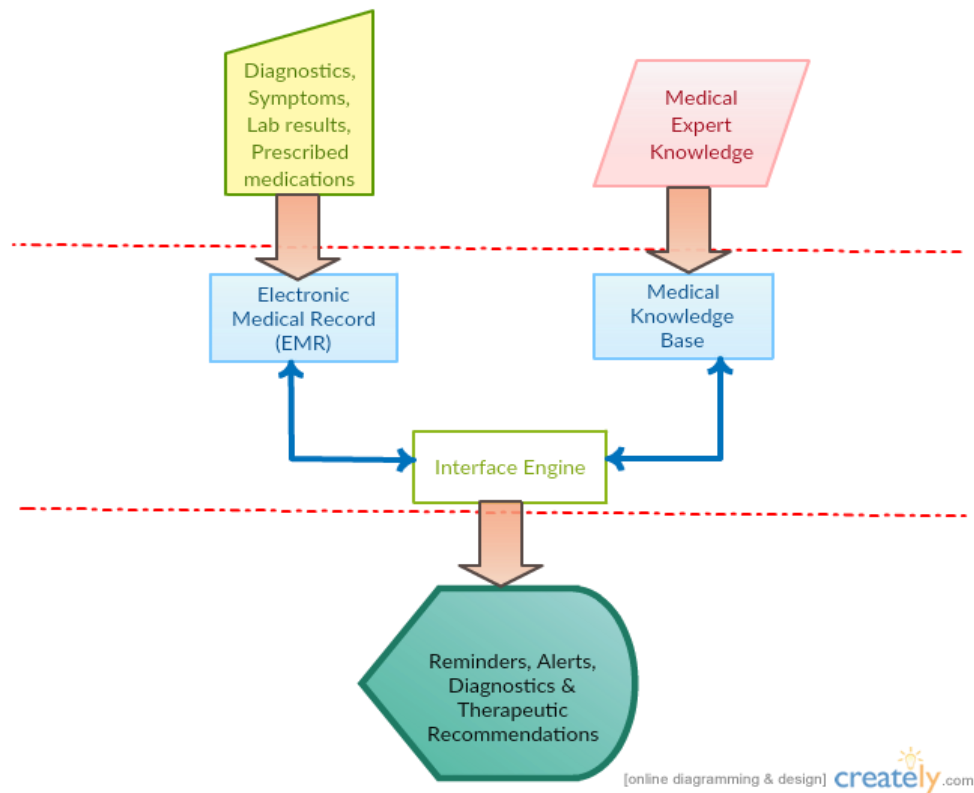 Diagnostics,
Symptoms,
Lab results,
Prescribed
medications
Medical
Expert
Knowledge
Electronic
Medical Record
(EMR)
Medical
Knowledge
Base
Interface Engine
Reminders, Alerts,
Diagnostics &
Therapeutic
Recommendations
[online diagramming & design] creately.com